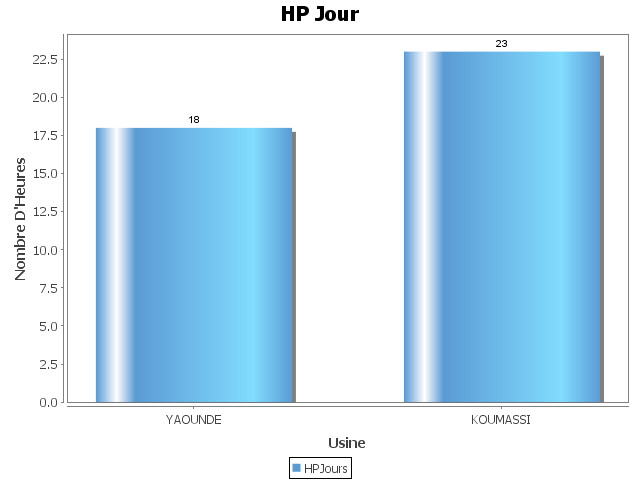 HP Jour
23
22.5
20.0
18
17.5
15.0
12.5
10.0
7.5
5.0
2.5
0.0
Nombre D'Heures
YAOUNDE
KOUMASSI
Usine
HPJours